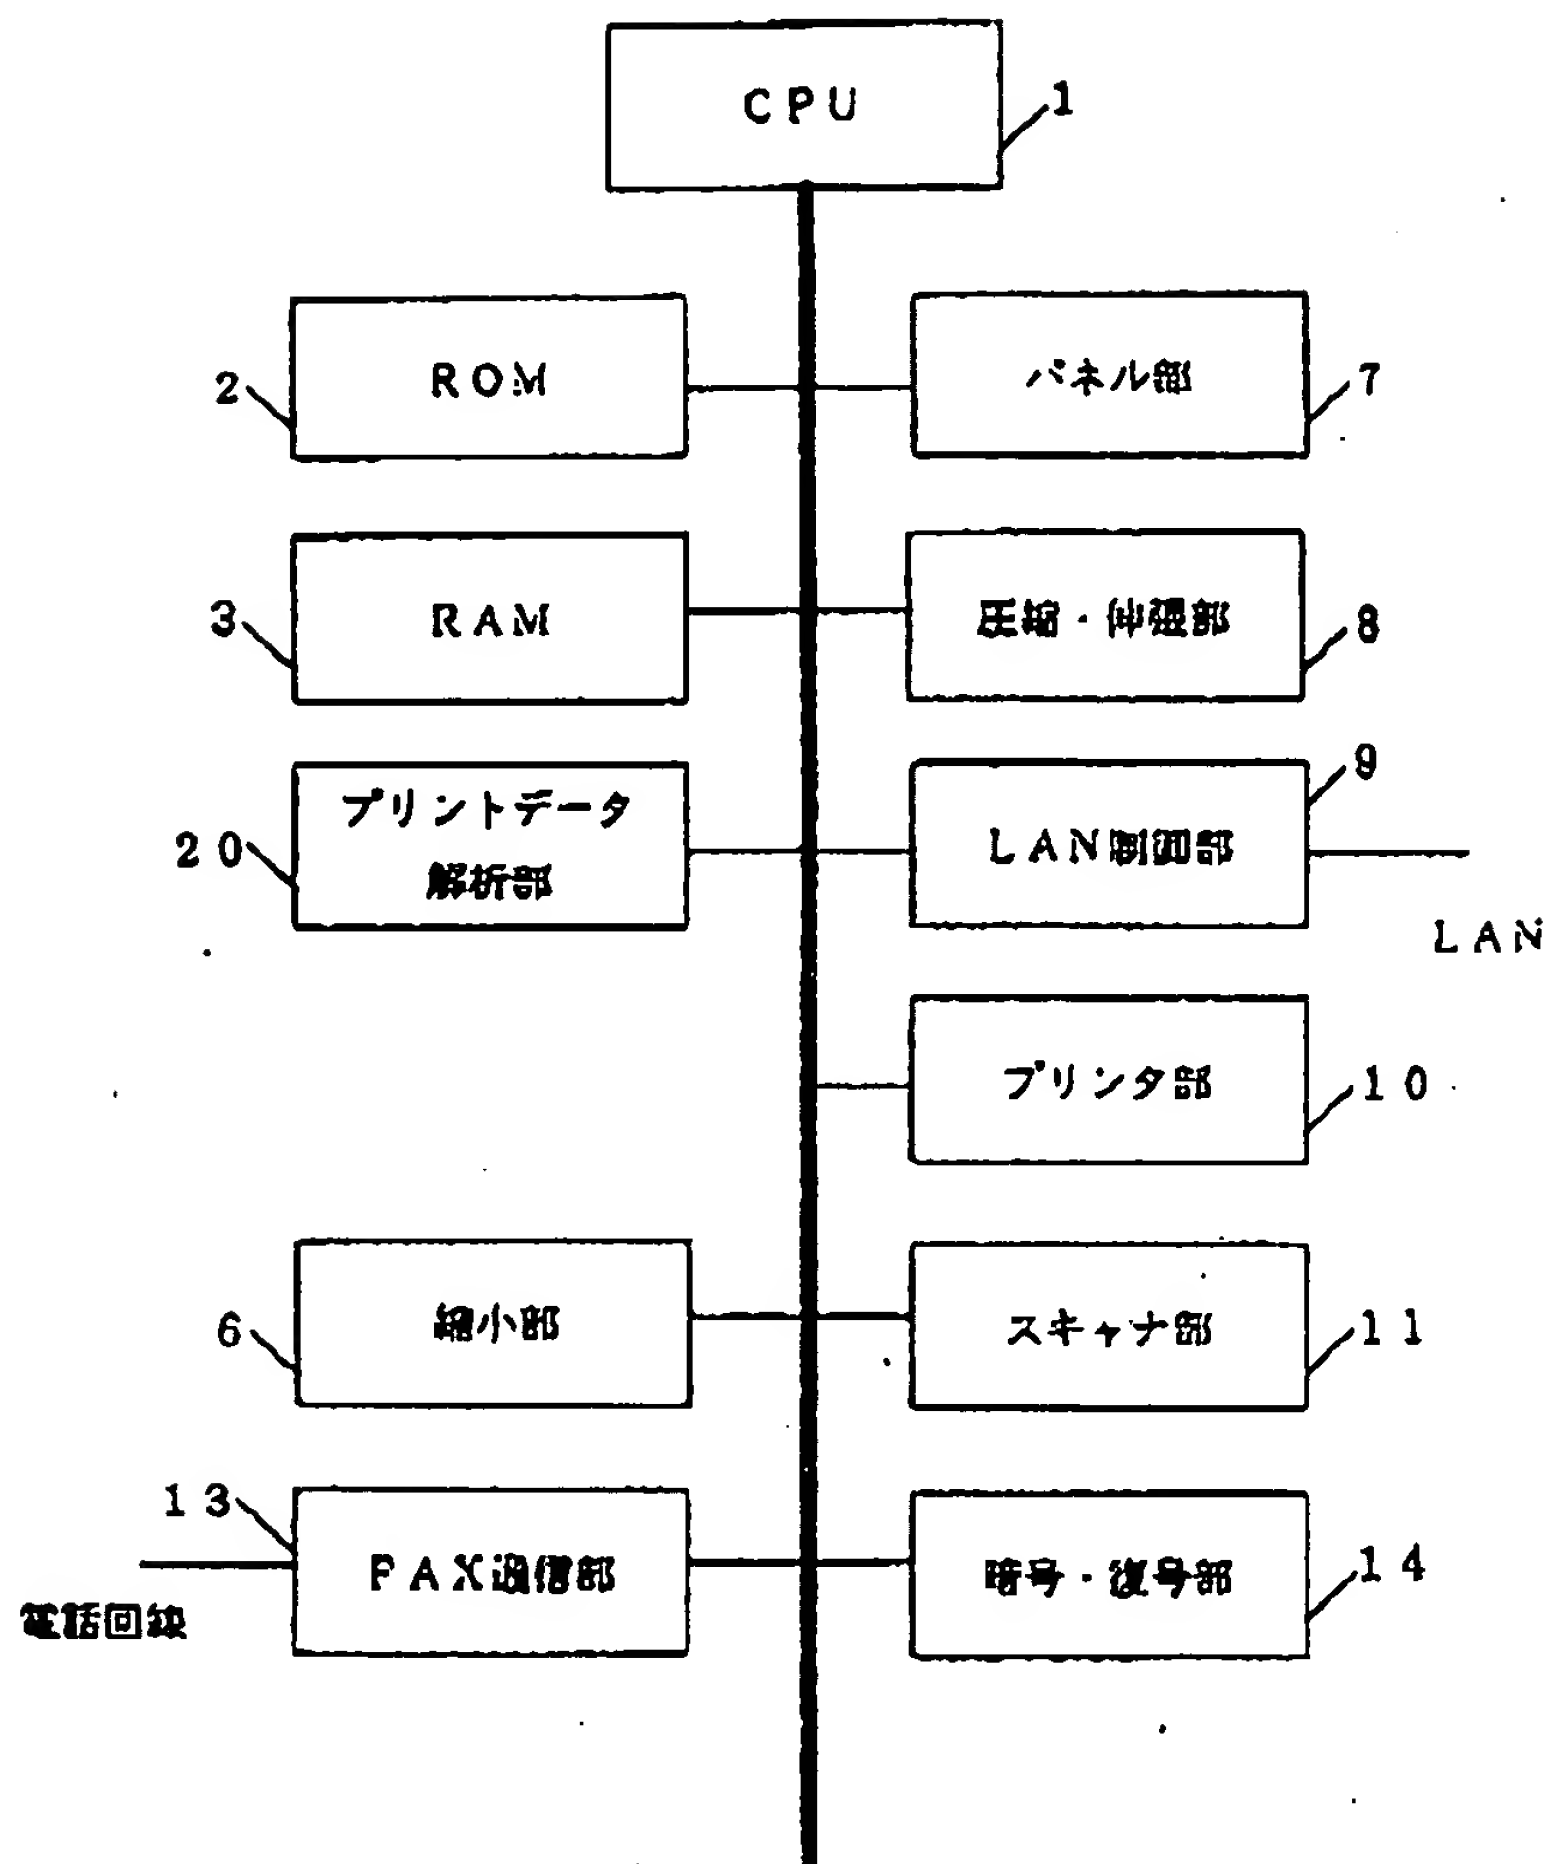 CPU
1
ROM
2
パネル部
7
RAM
3
圧縮・伸張部
8
プリントデータ
解析部
20
LAN制御部
9
LAN
プリンタ部
10
縮小部
6
スキャナ部
11
13
FAX通信部
電話回線
暗号・復号部
14